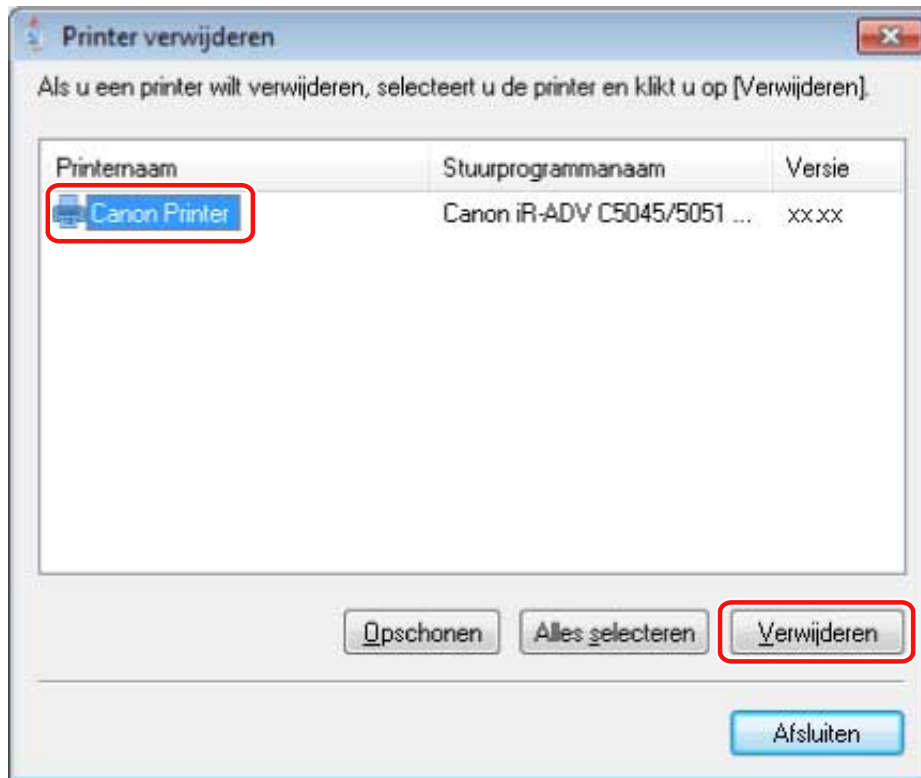 Printer verwijderen
Als u een printer wilt verwijderen, selecteert u de printer en klikt u op [Verwijderen].
Printernaam Stuurprogrammanaam Versie
Canon Printer Canon iR-ADV C5045/5051 ... xx.xx
Opschonen Alles selecteren Verwijderen
Afsluiten